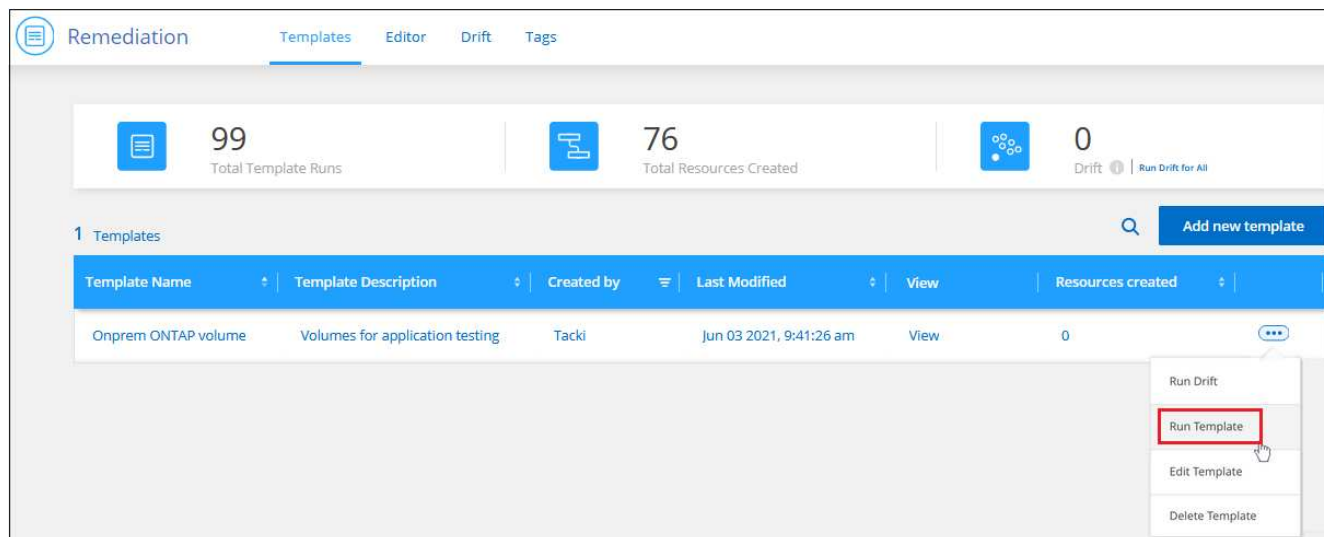 Remediation Templates Editor Drift Tags
99 76 0
Total Template Runs Total Resources Created Drift Run Drift for All
1 Templates Add new template
Template Name Template Description Created by Last Modified View Resources created
Onprem ONTAP volume Volumes for application testing Tacki Jun 03 2021, 9:41:26 am View 0
Run Drift
Run Template
Edit Template
Delete Template